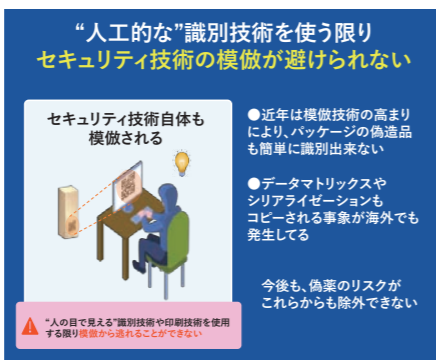 “人工的な”識別技術を使う限り
セキュリティ技術の模倣が避けられない
セキュリティ技術自体も
模倣される
●近年は模倣技術の高まり
により、パッケージの偽造品
も簡単に識別出来ない
●データマトリックスや
シリアライゼーションも
コピーされる事象が海外でも
発生してる
今後も、偽薬のリスクが
これからも除外できない
“人の目で見える”識別技術や印刷技術を使用
する限り模倣から逃れることができない